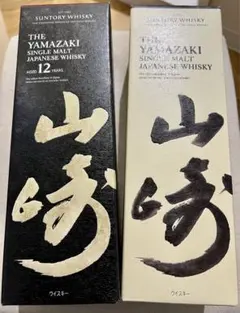 SUNTORY WHISKY
THE
YAMAZAKI
SINGLE MALT
JAPANESE WHISKY
AGED 12 YEARS
山崎
ウイスキー
SUNTORY WHISKY
THE
YAMAZAKI
SINGLE MALT
JAPANESE WHISKY
山崎
ウイスキー